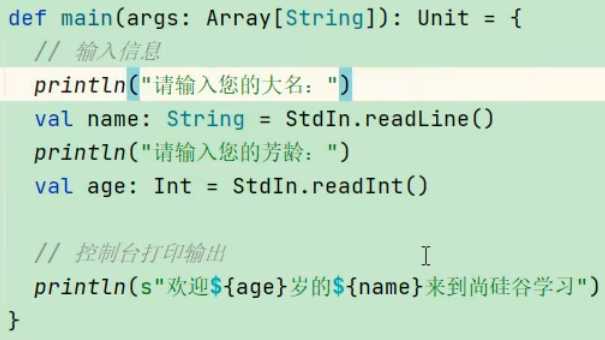 def main(args: Array[String]): Unit = {
// 输入信息
println("请输入您的大名：")
val name: String = StdIn.readLine()
println("请输入您的芳龄：")
val age: Int = StdIn.readInt()
// 控制台打印输出
println(s"欢迎${age}岁的${name}来到尚硅谷学习")
}